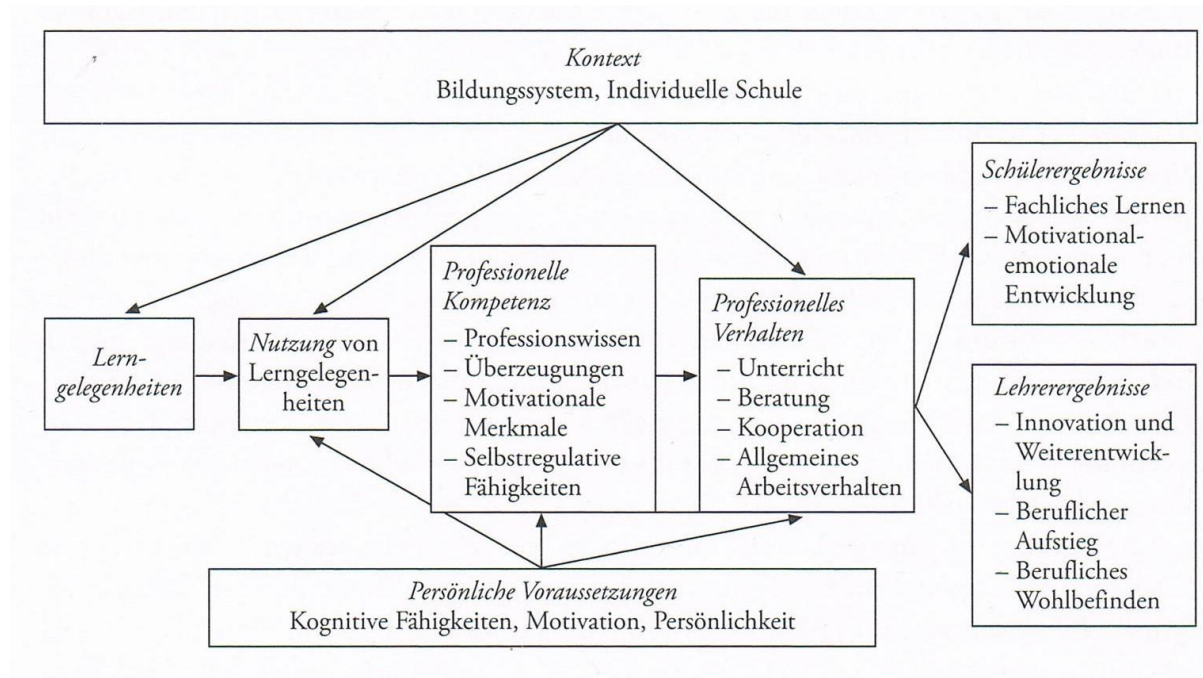 Kontext
Bildungssystem, Individuelle Schule
Lern-
gelegenheiten
Nutzung von
Lerngelegen-
heiten
Professionelle
Kompetenz
– Professionswissen
– Überzeugungen
– Motivationale
Merkmale
– Selbstregulative
Fähigkeiten
Professionelles
Verhalten
– Unterricht
– Beratung
– Kooperation
– Allgemeines
Arbeitsverhalten
Schülerergebnisse
– Fachliches Lernen
– Motivational-
emotionale
Entwicklung
Lehrerergebnisse
– Innovation und
Weiterentwick-
lung
– Beruflicher
Aufstieg
– Berufliches
Wohlbefinden
Persönliche Voraussetzungen
Kognitive Fähigkeiten, Motivation, Persönlichkeit